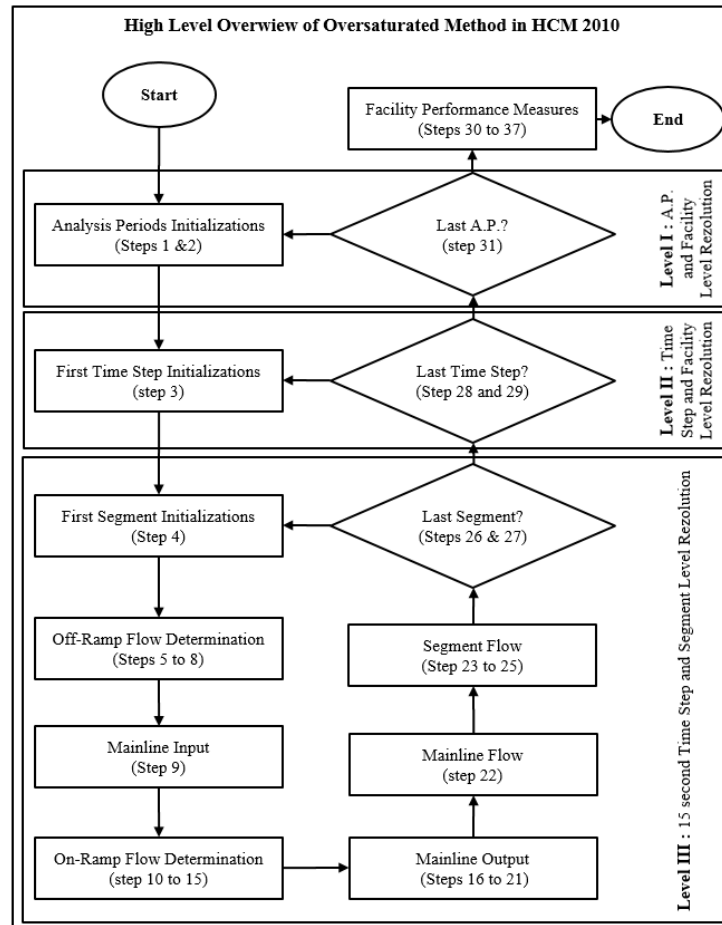 High Level Overwiew of Oversaturated Method in HCM 2010
Start
Facility Performance Measures
(Steps 30 to 37)
End
Analysis Periods Initializations
(Steps 1 &2)
Last A.P.?
(step 31)
Level I : A.P.
and Facility
Level Rezolution
First Time Step Initializations
(step 3)
Last Time Step?
(Step 28 and 29)
Level II : Time
Step and Facility
Level Rezolution
First Segment Initializations
(Step 4)
Last Segment?
(Steps 26 & 27)
Off-Ramp Flow Determination
(Steps 5 to 8)
Segment Flow
(Step 23 to 25)
Mainline Input
(Step 9)
Mainline Flow
(step 22)
On-Ramp Flow Determination
(step 10 to 15)
Mainline Output
(Steps 16 to 21)
Level III : 15 second Time Step and Segment Level Rezolution